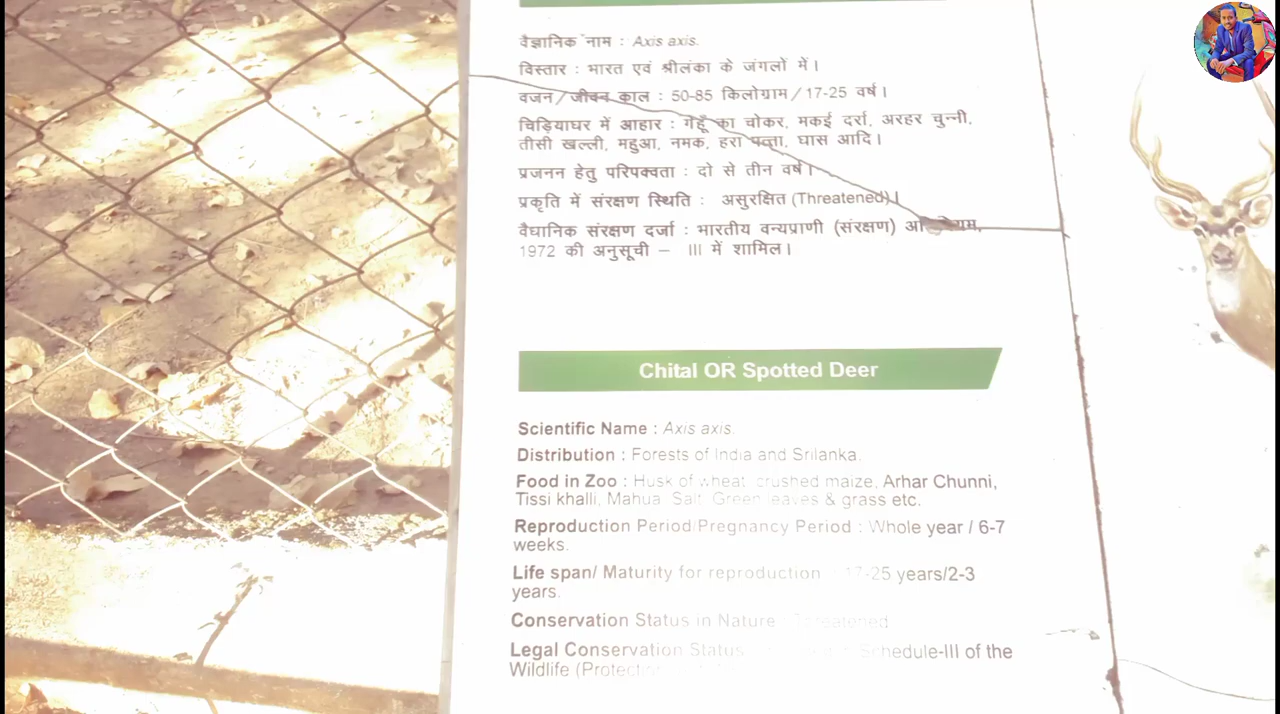 वैज्ञानिक नाम : Axis axis.
विस्तार : भारत एवं श्रीलंका के जंगलों में।
वजन / जीवन काल : 50-85 किलोग्राम / 17-25 वर्ष।
चिड़ियाघर में आहार : गेहूँ का चोकर, मकई दर्रा, अरहर चुन्नी,
तीसी खल्ली, महुआ, नमक, हरा पत्ता, घास आदि।
प्रजनन हेतु परिपक्वता : दो से तीन वर्ष।
प्रकृति में संरक्षण स्थिति : असुरक्षित (Threatened)।
वैधानिक संरक्षण दर्जा : भारतीय वन्यप्राणी (संरक्षण)
1972 की अनुसूची – III में शामिल।
Chital OR Spotted Deer
Scientific Name : Axis axis.
Distribution : Forests of India and Srilanka.
Food in Zoo : Husk of wheat, crushed maize, Arhar Chunni,
Tissi khalli, Mahua, Salt, Green leaves & grass etc.
Reproduction Period/Pregnancy Period : Whole year / 6-7
weeks.
Life span/ Maturity for reproduction 17-25 years/2-3
years.
Conservation Status in Nature Threatened
Legal Conservation Status Schedule-III of the
Wildlife